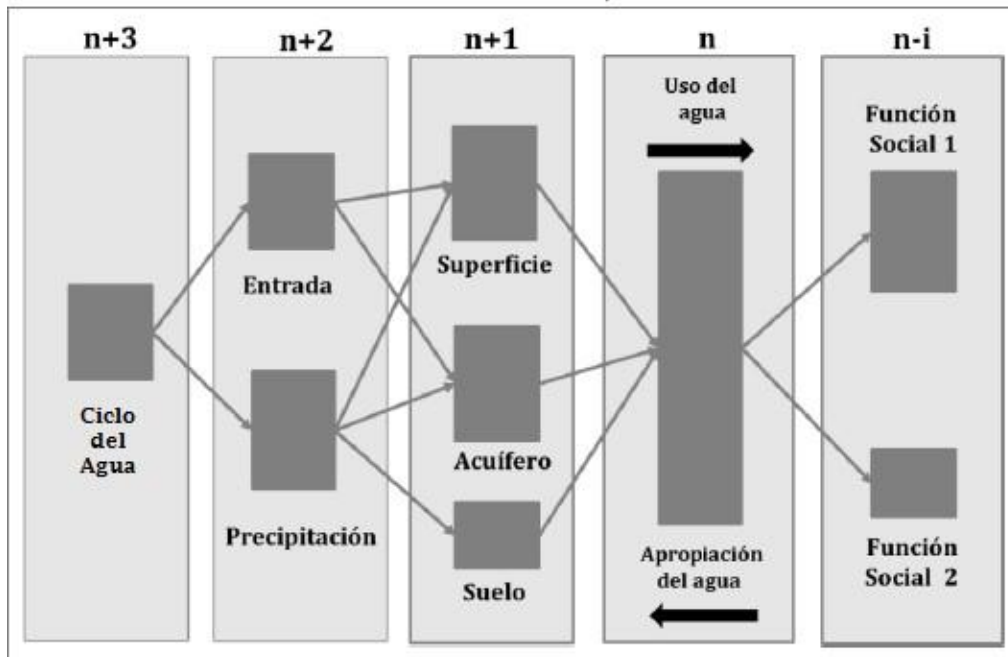 n+3
n+2
n+1
n
n-i
Ciclo
del
Agua
Entrada
Precipitación
Superficie
Acuífero
Suelo
Uso del
agua
Apropiación
del agua
Función
Social 1
Función
Social 2